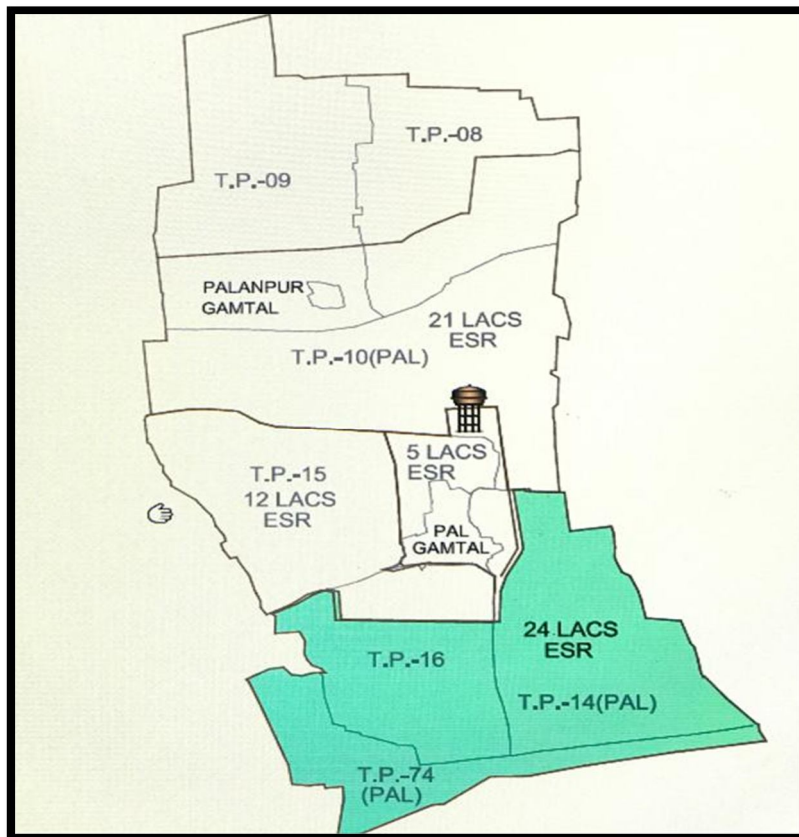 T.P.-08
T.P.-09
PALANPUR
GAMTAL
21 LACS
ESR
T.P.-10(PAL)
5 LACS
ESR
T.P.-15
12 LACS
ESR
PAL
GAMTAL
24 LACS
ESR
T.P.-16
T.P.-14(PAL)
T.P.-74
(PAL)